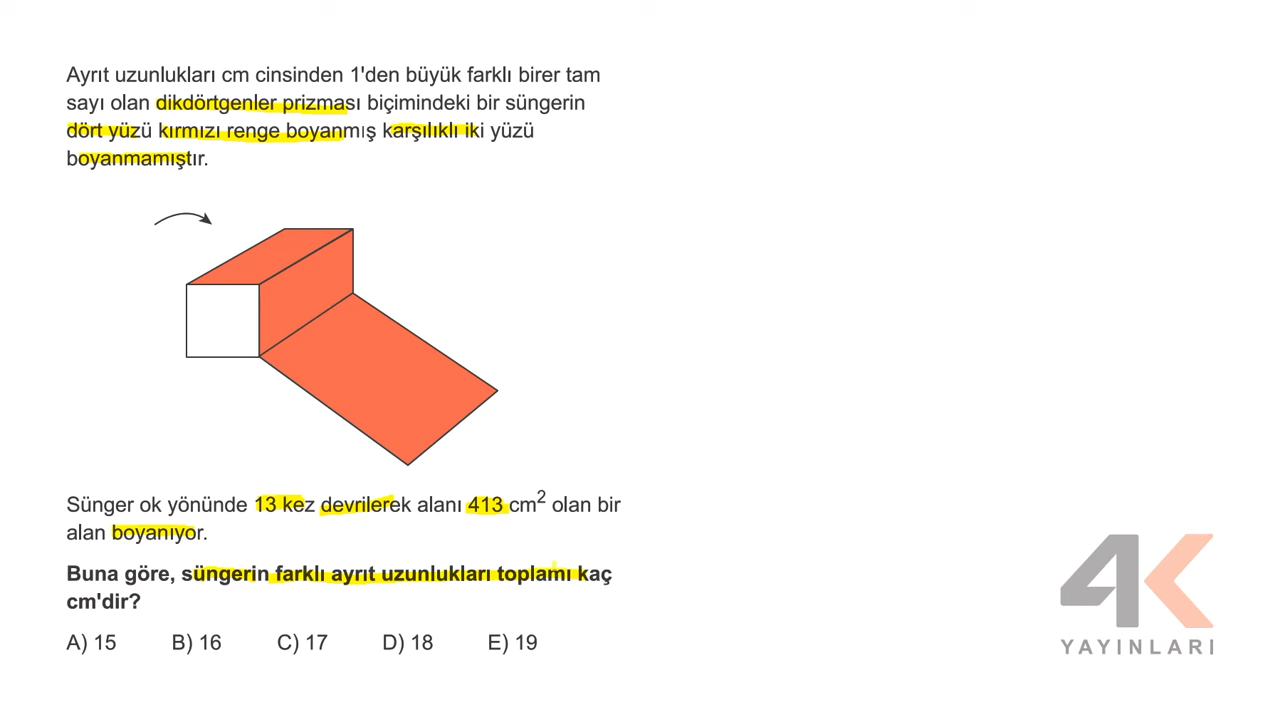 Ayrıt uzunlukları cm cinsinden 1'den büyük farklı birer tam
sayı olan dikdörtgenler prizması biçimindeki bir süngerin
dört yüzü kırmızı renge boyanmış karşılıklı iki yüzü
boyanmamıştır.
Sünger ok yönünde 13 kez devrilerek alanı 413 cm² olan bir
alan boyanıyor.
Buna göre, süngerin farklı ayrıt uzunlukları toplamı kaç
cm'dir?
A) 15 B) 16 C) 17 D) 18 E) 19
4K
YAYINLARI